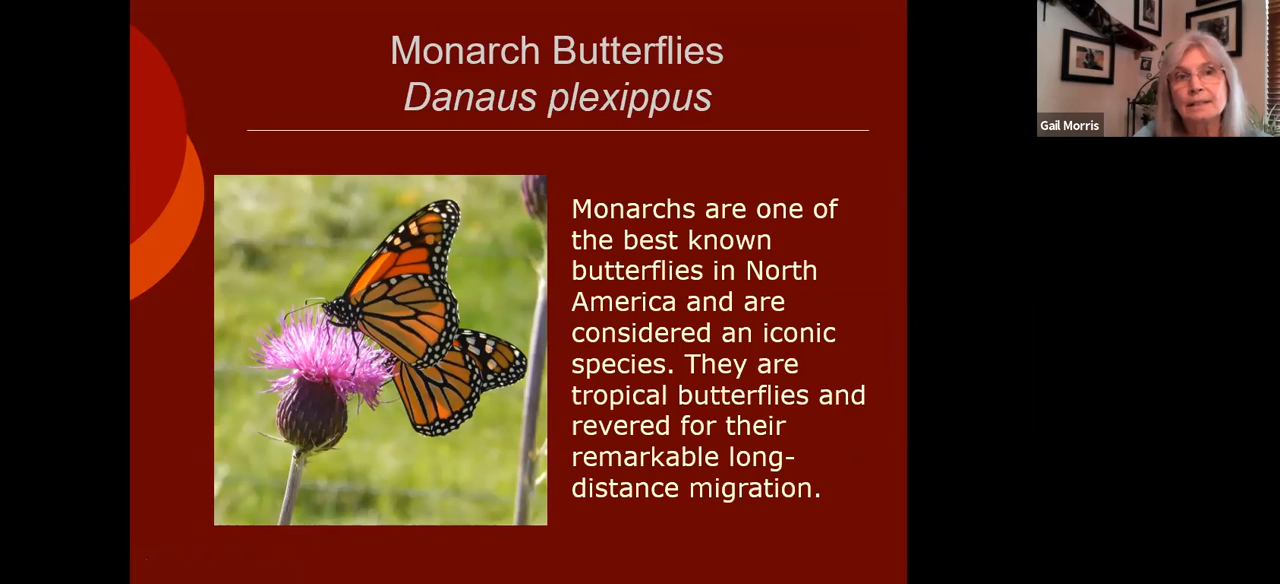 Monarch Butterflies
Danaus plexippus
Monarchs are one of
the best known
butterflies in North
America and are
considered an iconic
species. They are
tropical butterflies and
revered for their
remarkable long-
distance migration.
Gail Morris